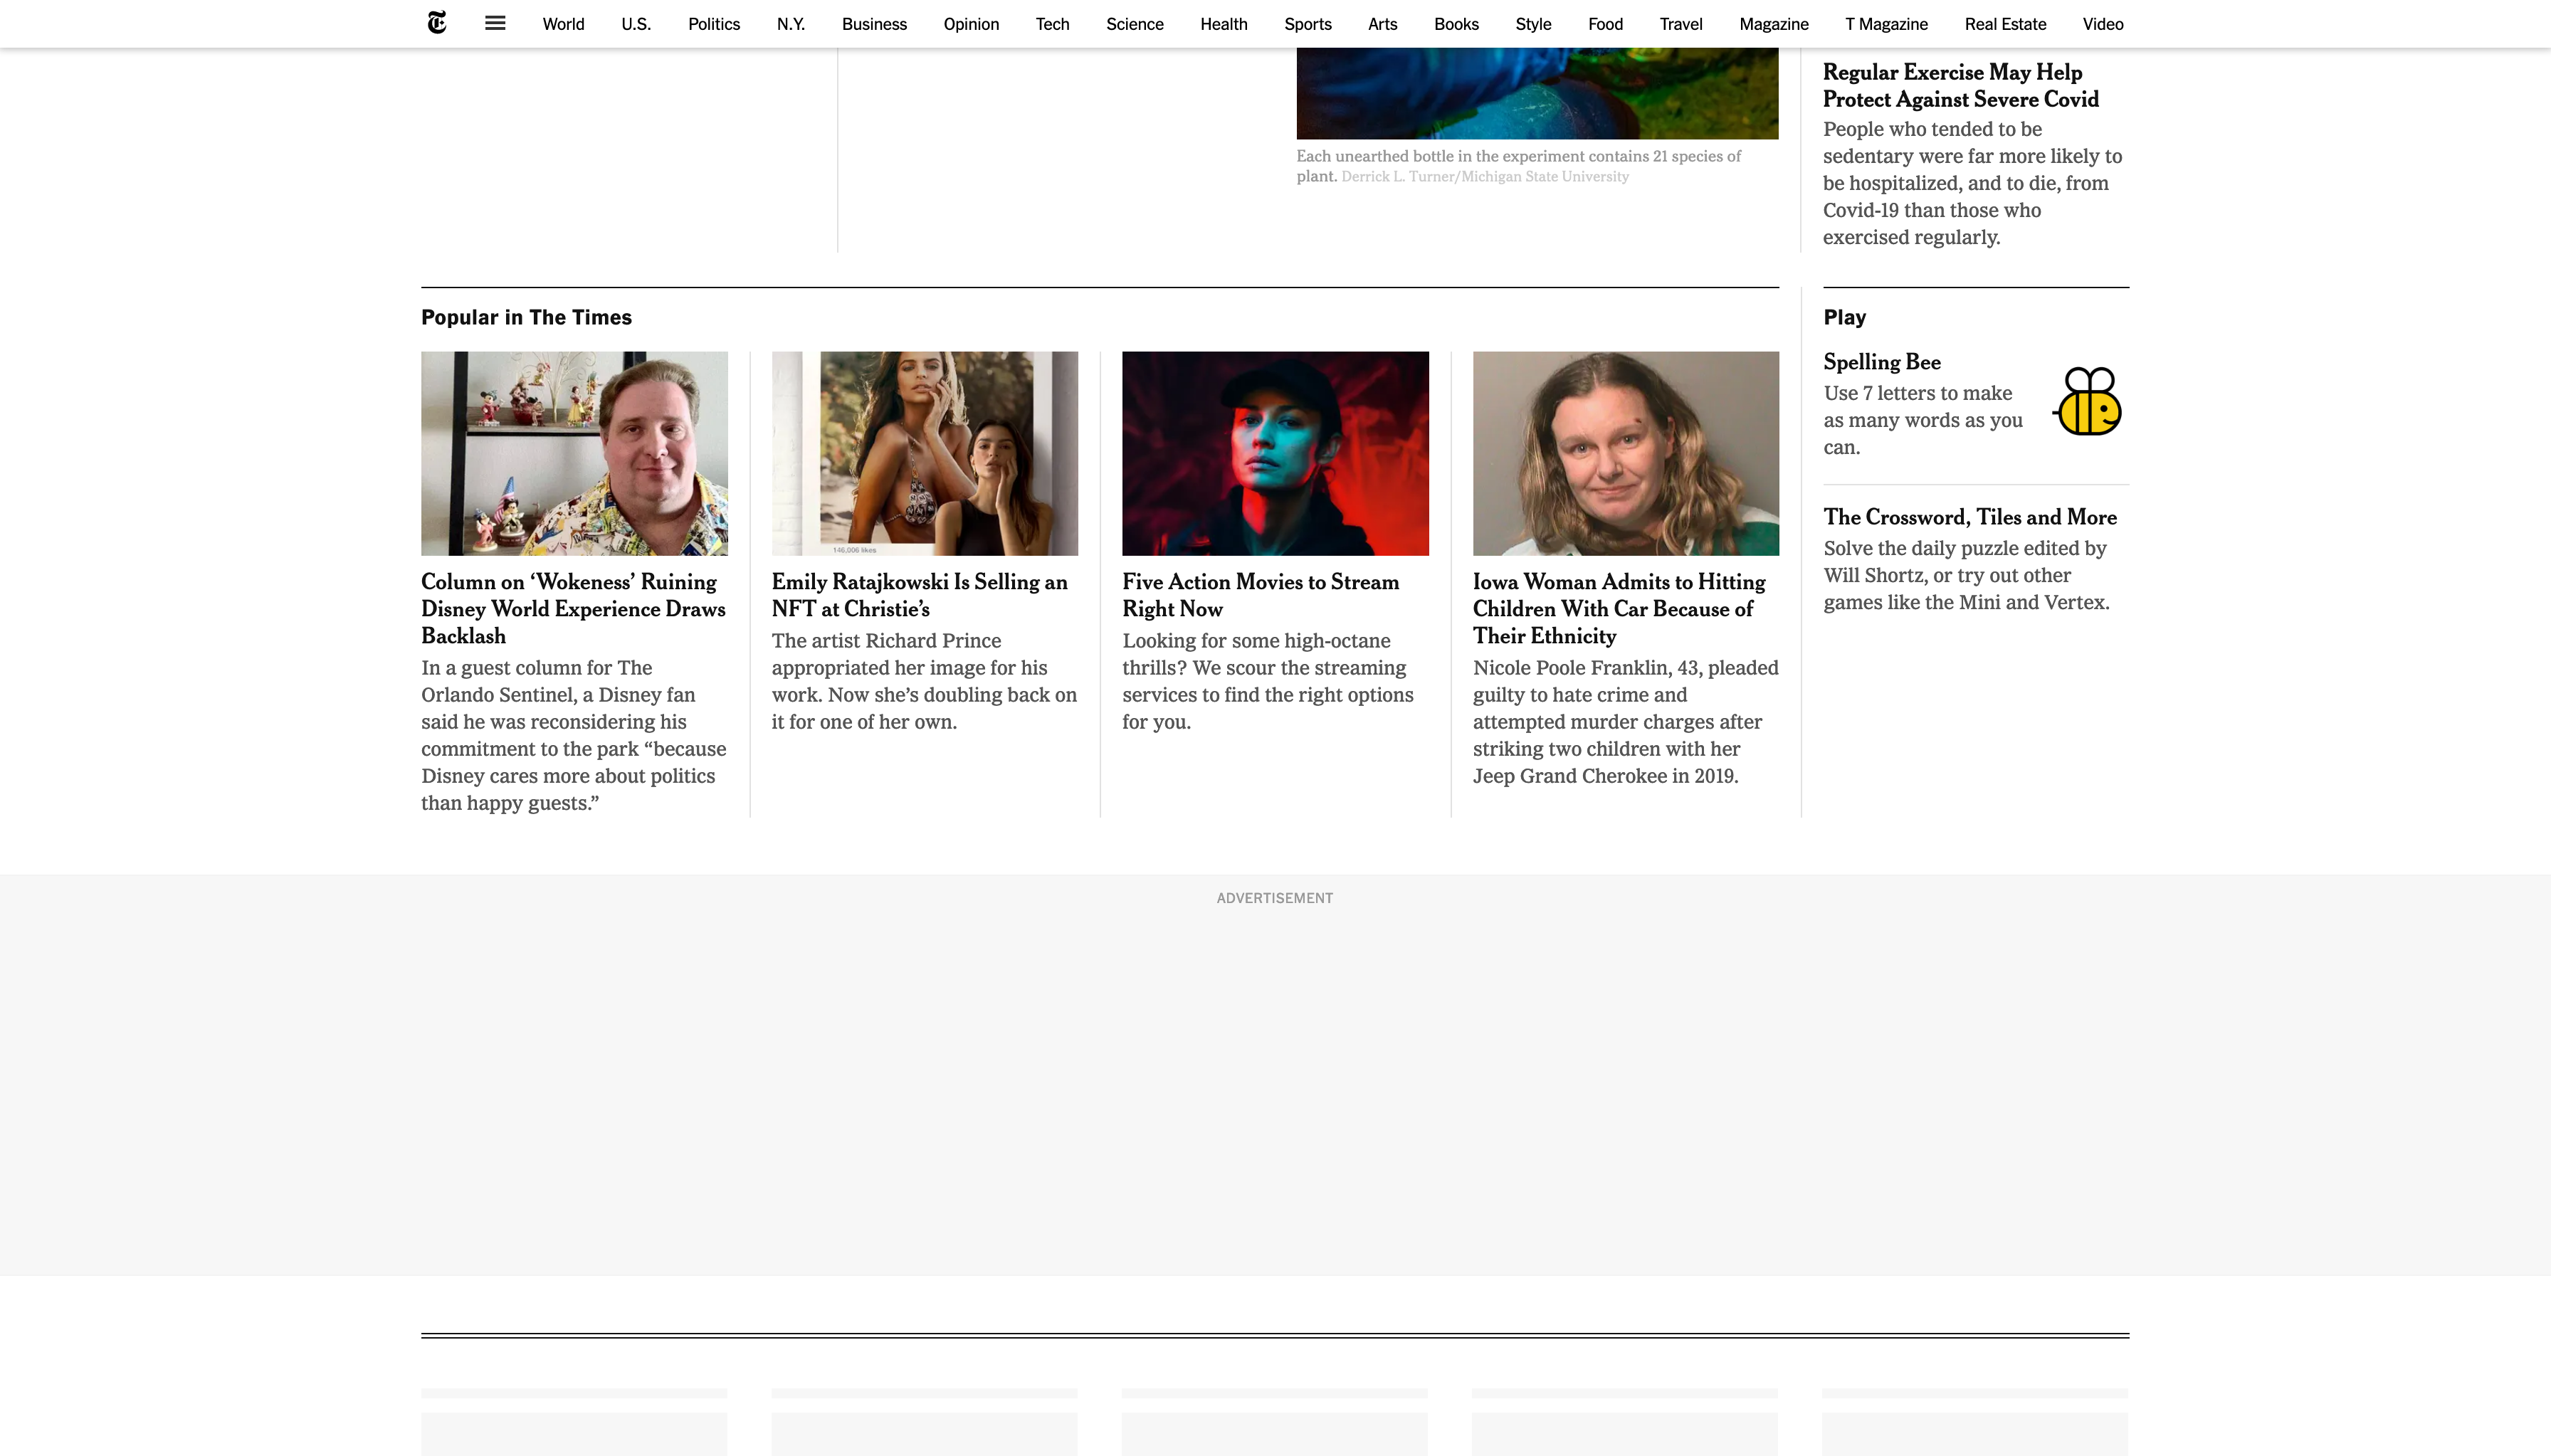 World U.S. Politics N.Y. Business Opinion Tech Science Health Sports Arts Books Style Food Travel Magazine T Magazine Real Estate Video
Each unearthed bottle in the experiment contains 21 species of
plant. Derrick L. Turner/Michigan State University
Regular Exercise May Help
Protect Against Severe Covid
People who tended to be
sedentary were far more likely to
be hospitalized, and to die, from
Covid-19 than those who
exercised regularly.
Popular in The Times
146,006 likes
Column on ‘Wokeness’ Ruining
Disney World Experience Draws
Backlash
In a guest column for The
Orlando Sentinel, a Disney fan
said he was reconsidering his
commitment to the park “because
Disney cares more about politics
than happy guests.”
Emily Ratajkowski Is Selling an
NFT at Christie’s
The artist Richard Prince
appropriated her image for his
work. Now she’s doubling back on
it for one of her own.
Five Action Movies to Stream
Right Now
Looking for some high-octane
thrills? We scour the streaming
services to find the right options
for you.
Iowa Woman Admits to Hitting
Children With Car Because of
Their Ethnicity
Nicole Poole Franklin, 43, pleaded
guilty to hate crime and
attempted murder charges after
striking two children with her
Jeep Grand Cherokee in 2019.
Play
Spelling Bee
Use 7 letters to make
as many words as you
can.
The Crossword, Tiles and More
Solve the daily puzzle edited by
Will Shortz, or try out other
games like the Mini and Vertex.
ADVERTISEMENT